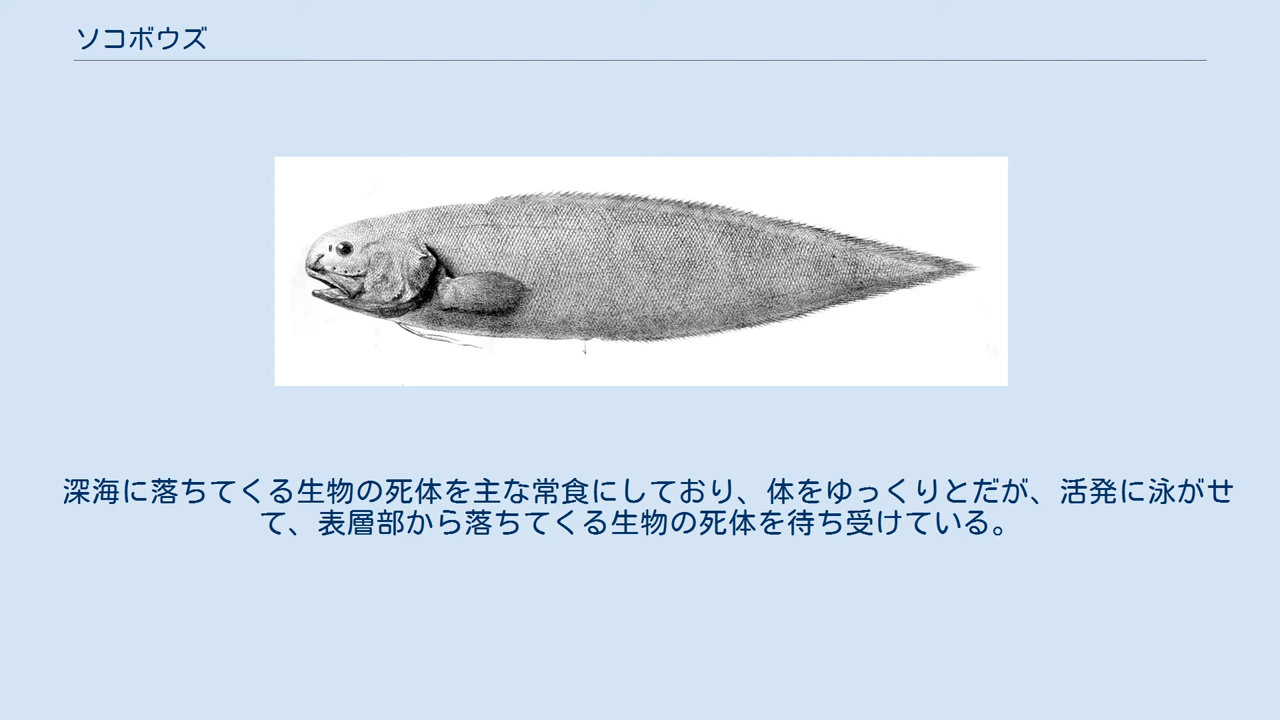 ソコボウズ
深海に落ちてくる生物の死体を主な常食にしており、体をゆっくりとだが、活発に泳がせ
て、表層部から落ちてくる生物の死体を待ち受けている。